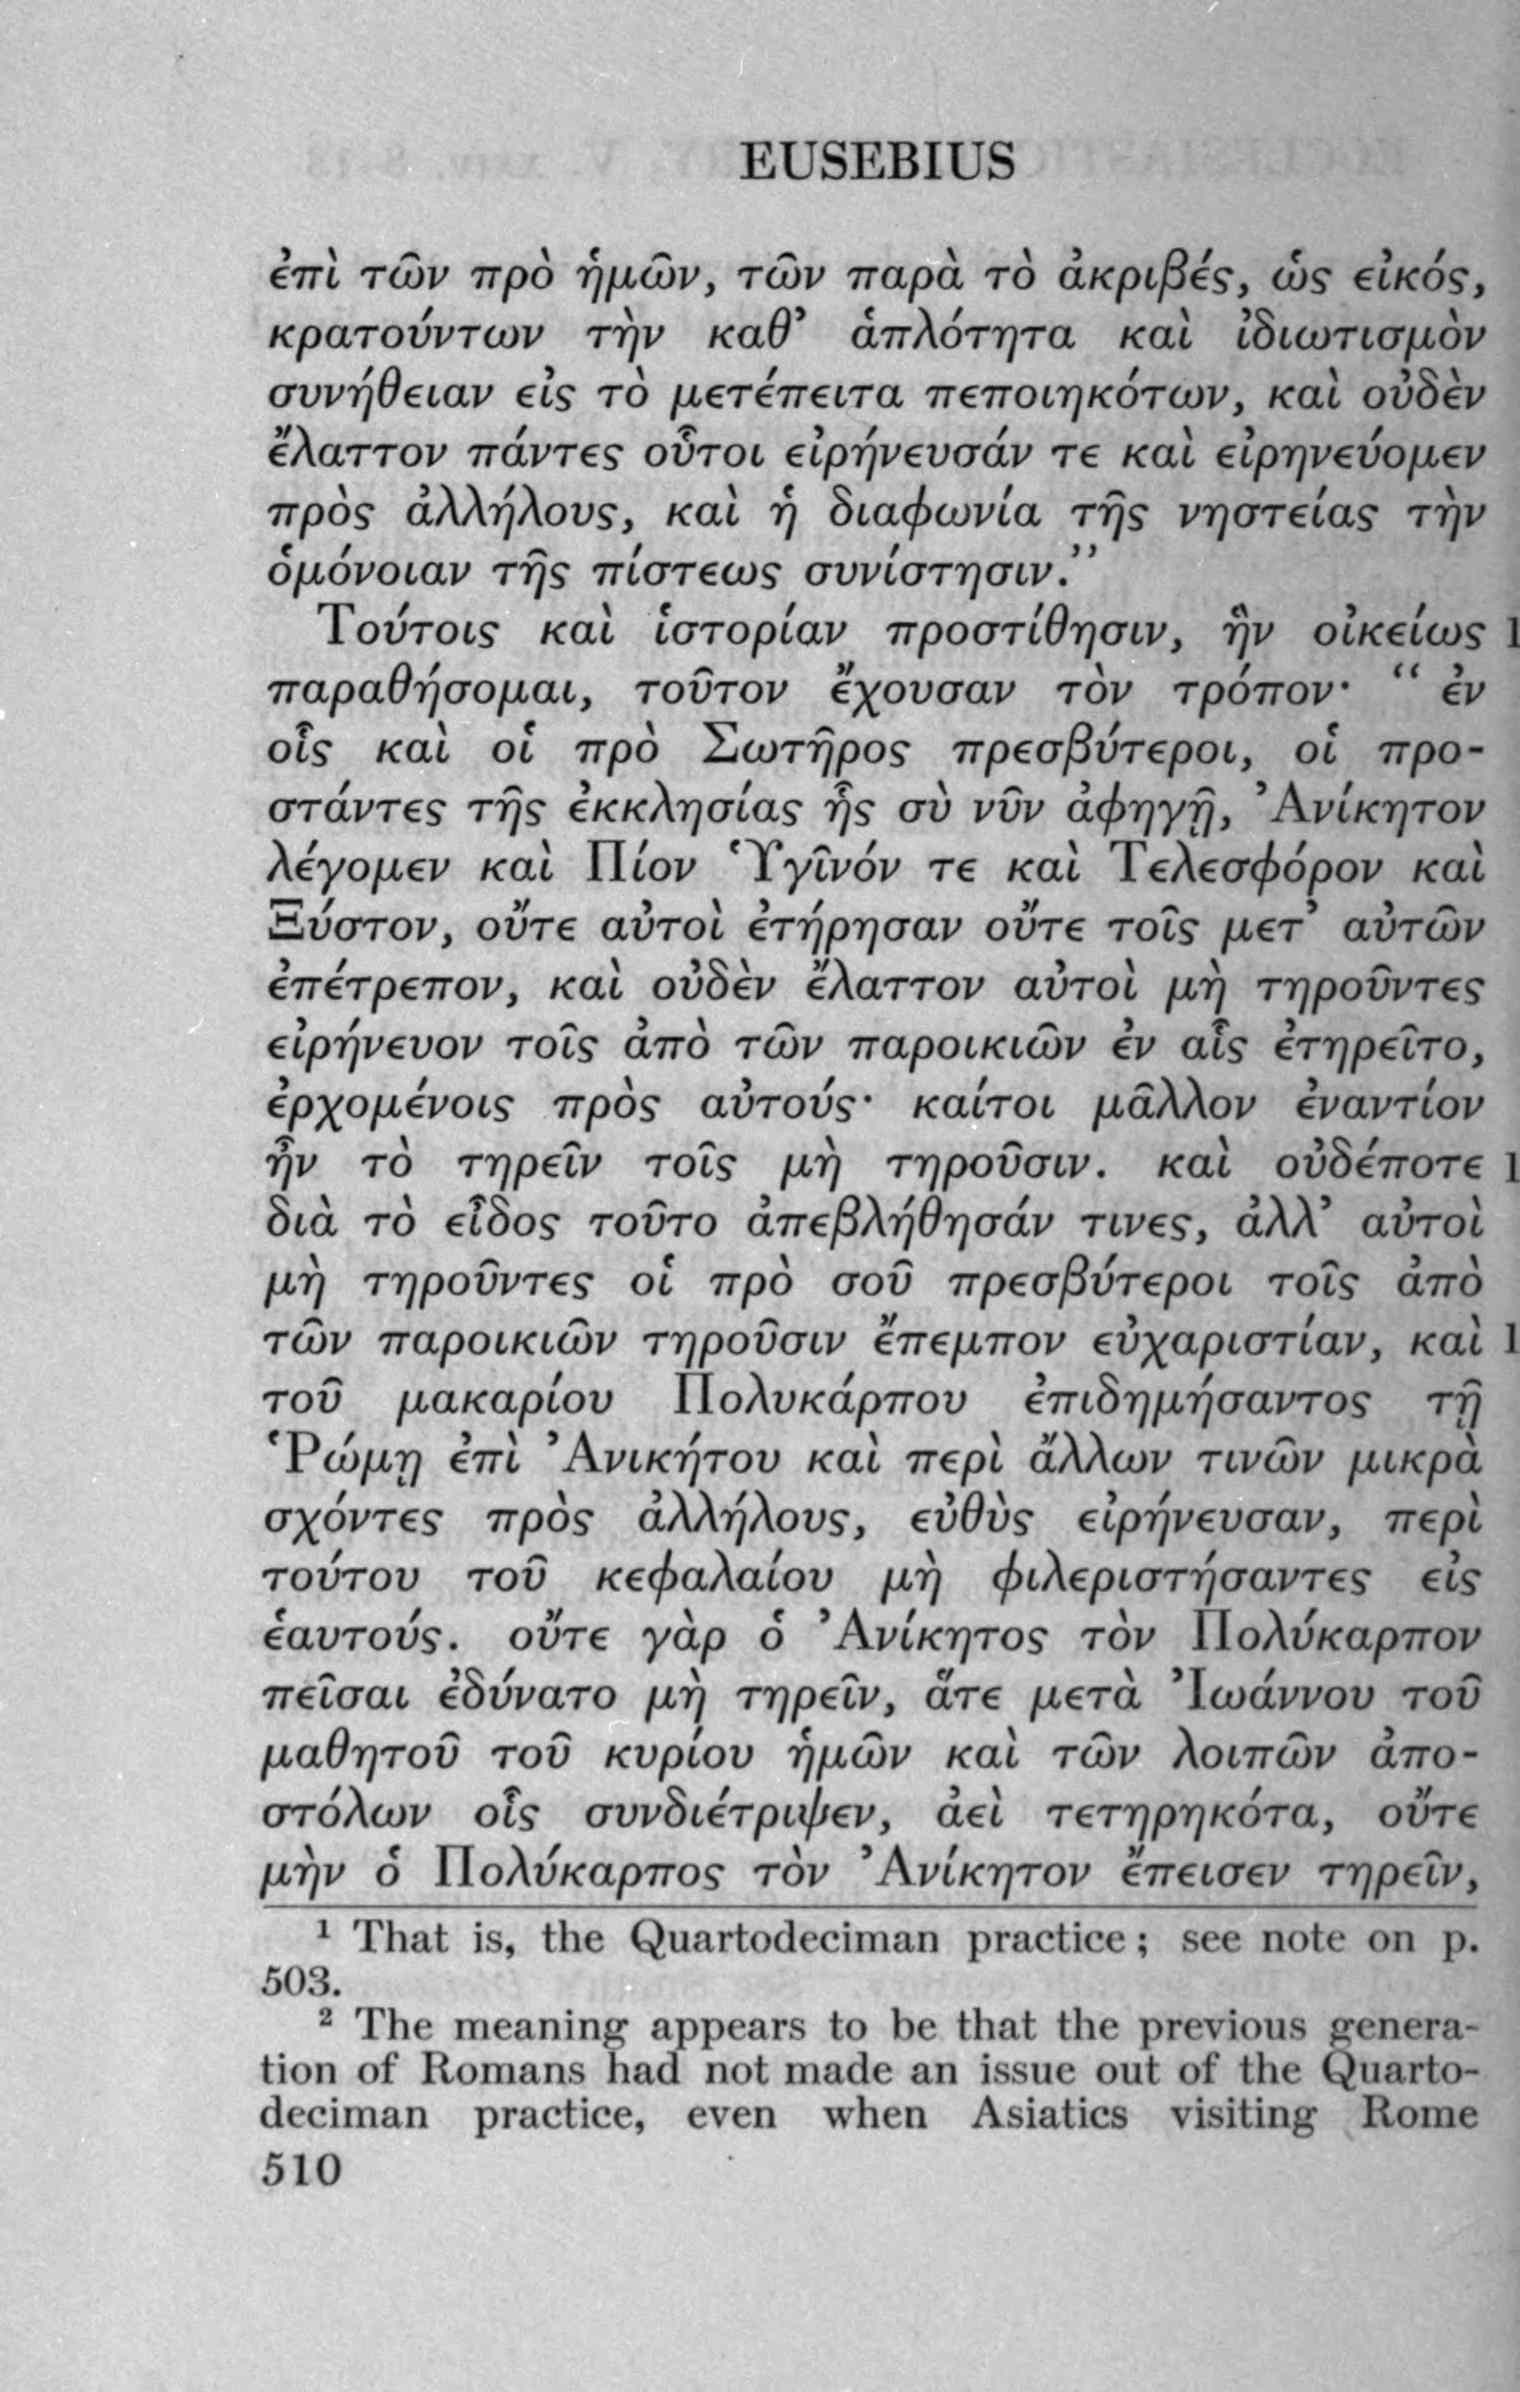 EUSEBIUS
ἐπὶ τῶν πρὸ ἡμῶν, τῶν παρὰ τὸ ἀκριβές, ὡς εἰκός,
κρατούντων τὴν καθ’ ἁπλότητα καὶ ἰδιωτισμὸν
συνήθειαν εἰς τὸ μετέπειτα πεποιηκότων, καὶ οὐδὲν
ἔλαττον πάντες οὗτοι εἰρήνευσάν τε καὶ εἰρηνεύομεν
πρὸς ἀλλήλους, καὶ ἡ διαφωνία τῆς νηστείας τὴν
ὁμόνοιαν τῆς πίστεως συνίστησιν.”
Τούτοις καὶ ἱστορίαν προστίθησιν, ἣν οἰκείως 1
παραθήσομαι, τοῦτον ἔχουσαν τὸν τρόπον· “ ἐν
οἷς καὶ οἱ πρὸ Σωτῆρος πρεσβύτεροι, οἱ προ-
στάντες τῆς ἐκκλησίας ἧς σὺ νῦν ἀφηγῇ, Ἀνίκητον
λέγομεν καὶ Πίον Ὑγῖνόν τε καὶ Τελεσφόρον καὶ
Ξύστον, οὔτε αὐτοὶ ἐτήρησαν οὔτε τοῖς μετ’ αὐτῶν
ἐπέτρεπον, καὶ οὐδὲν ἔλαττον αὐτοὶ μὴ τηροῦντες
εἰρήνευον τοῖς ἀπὸ τῶν παροικιῶν ἐν αἷς ἐτηρεῖτο,
ἐρχομένοις πρὸς αὐτούς· καίτοι μᾶλλον ἐναντίον
ἦν τὸ τηρεῖν τοῖς μὴ τηροῦσιν. καὶ οὐδέποτε 1
διὰ τὸ εἶδος τοῦτο ἀπεβλήθησάν τινες, ἀλλ’ αὐτοὶ
μὴ τηροῦντες οἱ πρὸ σοῦ πρεσβύτεροι τοῖς ἀπὸ
τῶν παροικιῶν τηροῦσιν ἔπεμπον εὐχαριστίαν, καὶ 1
τοῦ μακαρίου Πολυκάρπου ἐπιδημήσαντος τῇ
Ῥώμῃ ἐπὶ Ἀνικήτου καὶ περὶ ἄλλων τινῶν μικρὰ
σχόντες πρὸς ἀλλήλους, εὐθὺς εἰρήνευσαν, περὶ
τούτου τοῦ κεφαλαίου μὴ φιλεριστήσαντες εἰς
ἑαυτούς. οὔτε γὰρ ὁ Ἀνίκητος τὸν Πολύκαρπον
πεῖσαι ἐδύνατο μὴ τηρεῖν, ἅτε μετὰ Ἰωάννου τοῦ
μαθητοῦ τοῦ κυρίου ἡμῶν καὶ τῶν λοιπῶν ἀπο-
στόλων οἷς συνδιέτριψεν, ἀεὶ τετηρηκότα, οὔτε
μὴν ὁ Πολύκαρπος τὸν Ἀνίκητον ἔπεισεν τηρεῖν,
¹ That is, the Quartodeciman practice; see note on p.
503.
² The meaning appears to be that the previous genera-
tion of Romans had not made an issue out of the Quarto-
deciman practice, even when Asiatics visiting Rome
510